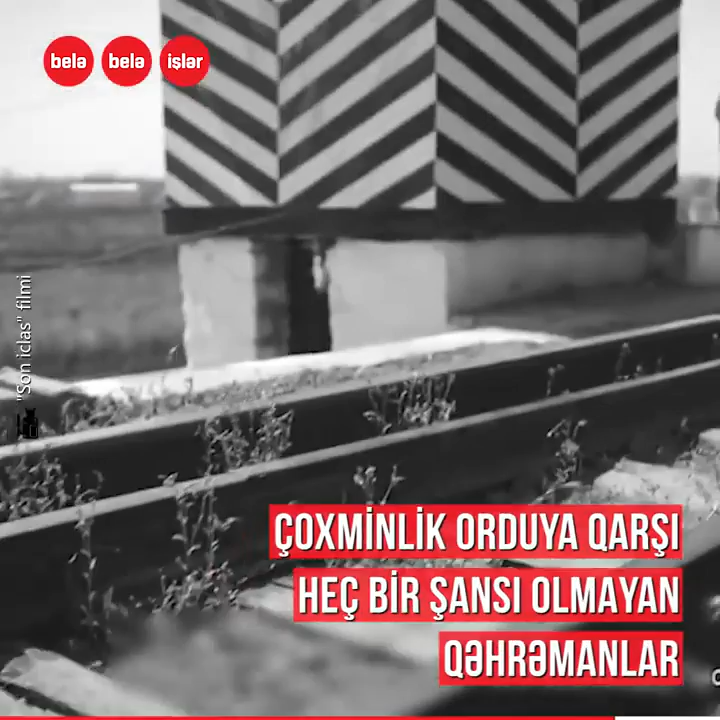 belə belə işlər
"Son iclas" filmi
ÇOXMİNLİK ORDUYA QARŞI
HEÇ BİR ŞANSI OLMAYAN
QƏHRƏMANLAR